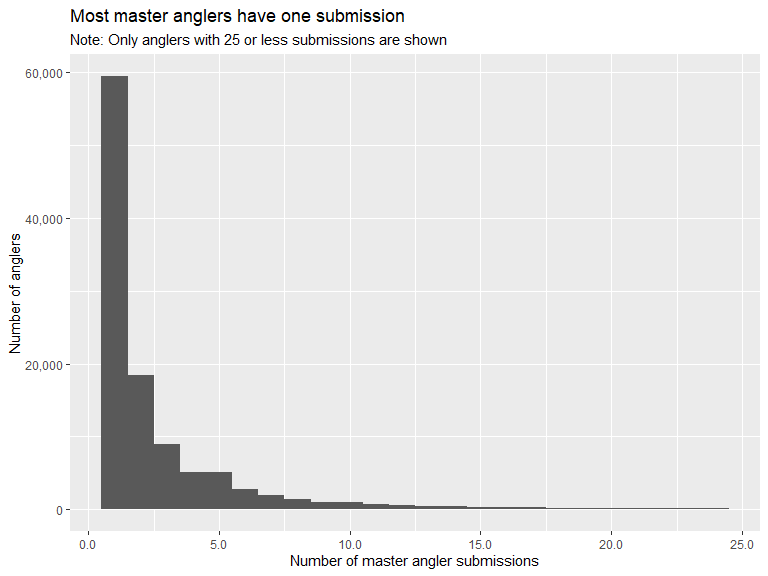 Most master anglers have one submission
Note: Only anglers with 25 or less submissions are shown
60,000
40,000
20,000
0
Number of anglers
0.0 5.0 10.0 15.0 20.0 25.0
Number of master angler submissions